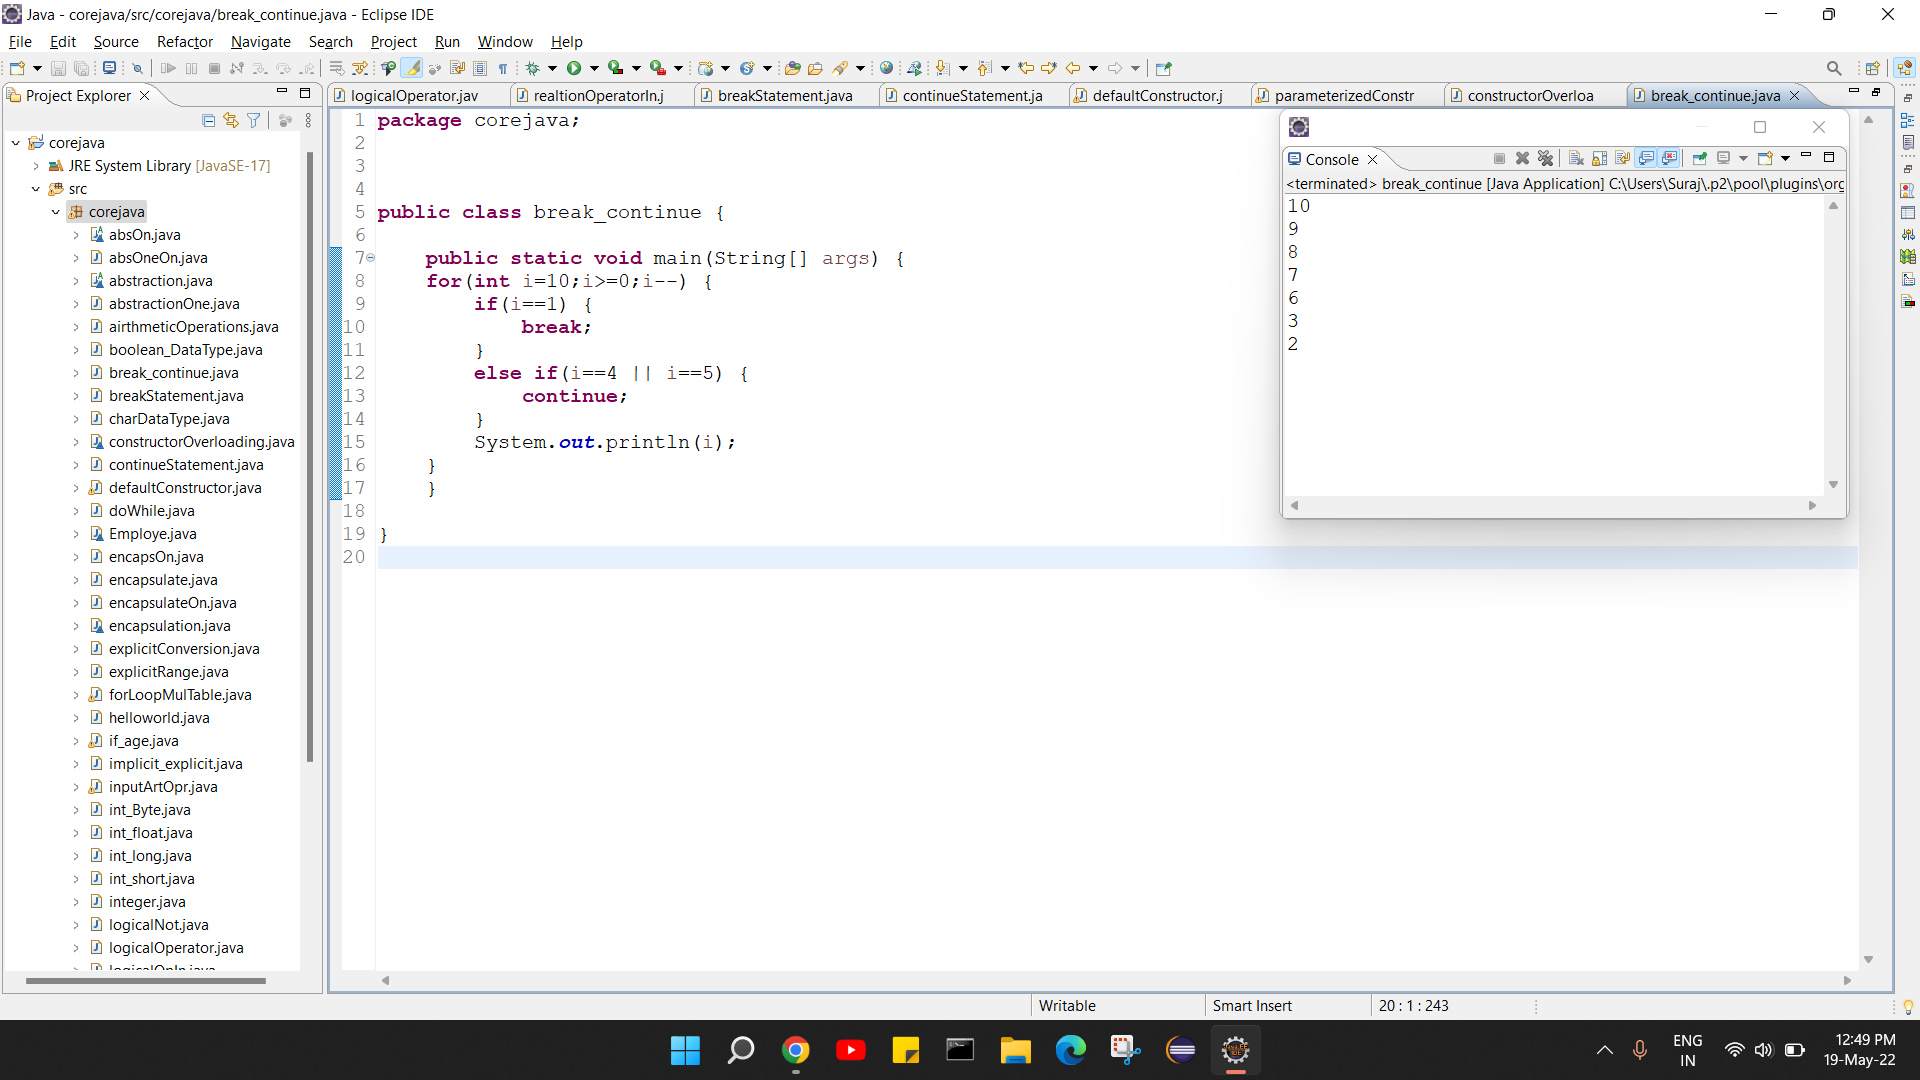 Java - corejava/src/corejava/break_continue.java - Eclipse IDE
File Edit Source Refactor Navigate Search Project Run Window Help
Project Explorer
logicalOperator.jav realtionOperatorIn.j breakStatement.java continueStatement.ja defaultConstructor.j parameterizedConstr constructorOverloa break_continue.java
corejava
JRE System Library [JavaSE-17]
src
corejava
absOn.java
absOneOn.java
abstraction.java
abstractionOne.java
airthmeticOperations.java
boolean_DataType.java
break_continue.java
breakStatement.java
charDataType.java
constructorOverloading.java
continueStatement.java
defaultConstructor.java
doWhile.java
Employe.java
encapsOn.java
encapsulate.java
encapsulateOn.java
encapsulation.java
explicitConversion.java
explicitRange.java
forLoopMulTable.java
helloworld.java
if_age.java
implicit_explicit.java
inputArtOpr.java
int_Byte.java
int_float.java
int_long.java
int_short.java
integer.java
logicalNot.java
logicalOperator.java
logicalOpIn.java
1 package corejava;
2
3
4
5 public class break_continue {
6
7 public static void main(String[] args) {
8 for(int i=10;i>=0;i--) {
9 if(i==1) {
10 break;
11 }
12 else if(i==4 || i==5) {
13 continue;
14 }
15 System.out.println(i);
16 }
17 }
18
19 }
20
Console
<terminated> break_continue [Java Application] C:\Users\Suraj\.p2\pool\plugins\org
10
9
8
7
6
3
2
Writable Smart Insert 20 : 1 : 243
ENG
IN
12:49 PM
19-May-22